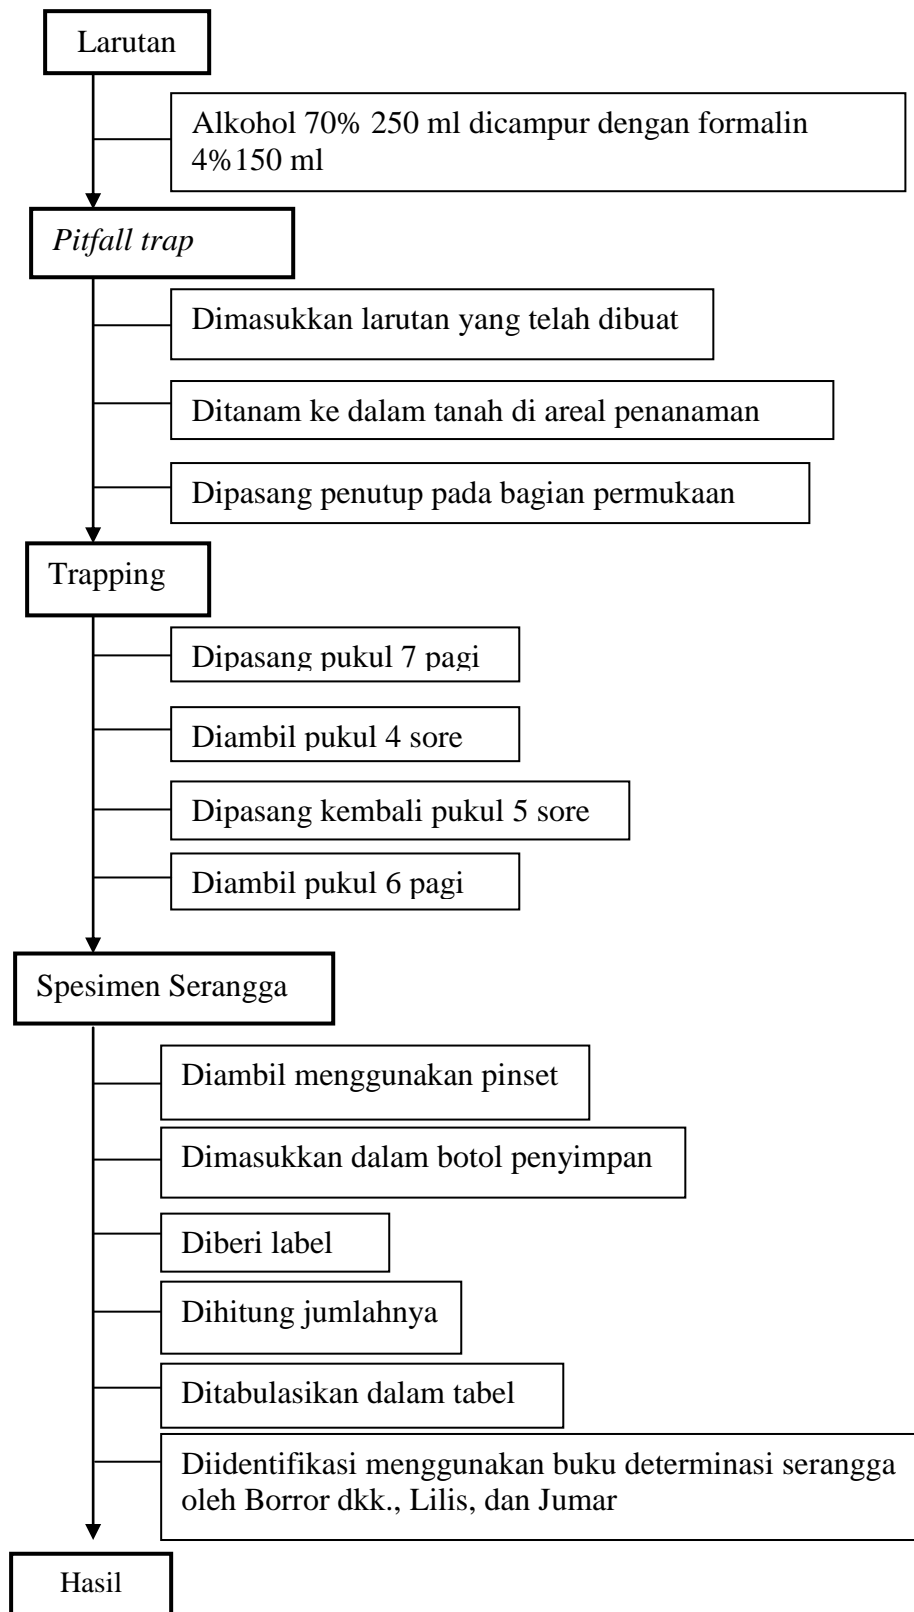 Larutan
Alkohol 70% 250 ml dicampur dengan formalin
4%150 ml
Pitfall trap
Dimasukkan larutan yang telah dibuat
Ditanam ke dalam tanah di areal penanaman
Dipasang penutup pada bagian permukaan
Trapping
Dipasang pukul 7 pagi
Diambil pukul 4 sore
Dipasang kembali pukul 5 sore
Diambil pukul 6 pagi
Spesimen Serangga
Diambil menggunakan pinset
Dimasukkan dalam botol penyimpan
Diberi label
Dihitung jumlahnya
Ditabulasikan dalam tabel
Diidentifikasi menggunakan buku determinasi serangga
oleh Borror dkk., Lilis, dan Jumar
Hasil